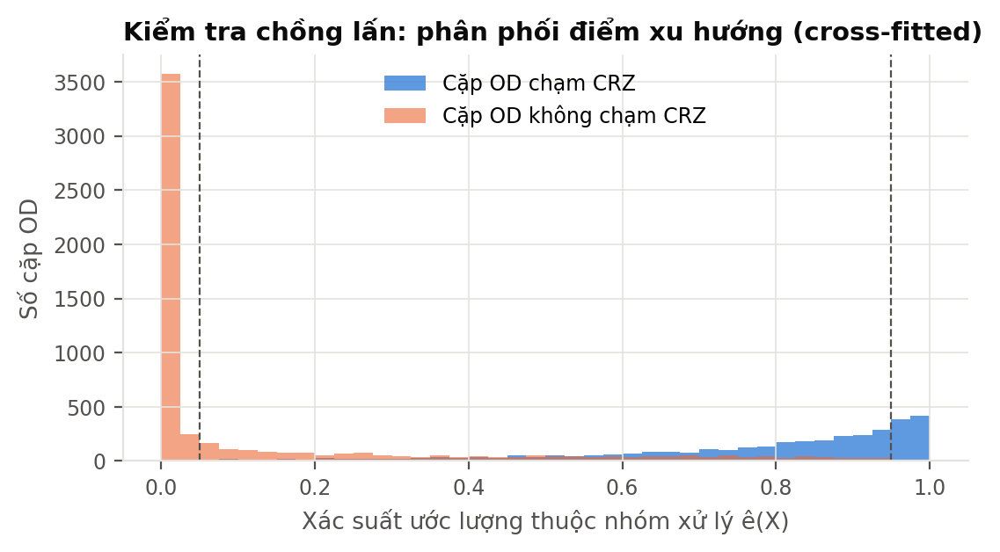 Kiểm tra chồng lấn: phân phối điểm xu hướng (cross-fitted)
Cặp OD chạm CRZ
Cặp OD không chạm CRZ
Số cặp OD
3500
3000
2500
2000
1500
1000
500
0
0.0 0.2 0.4 0.6 0.8 1.0
Xác suất ước lượng thuộc nhóm xử lý ê(X)